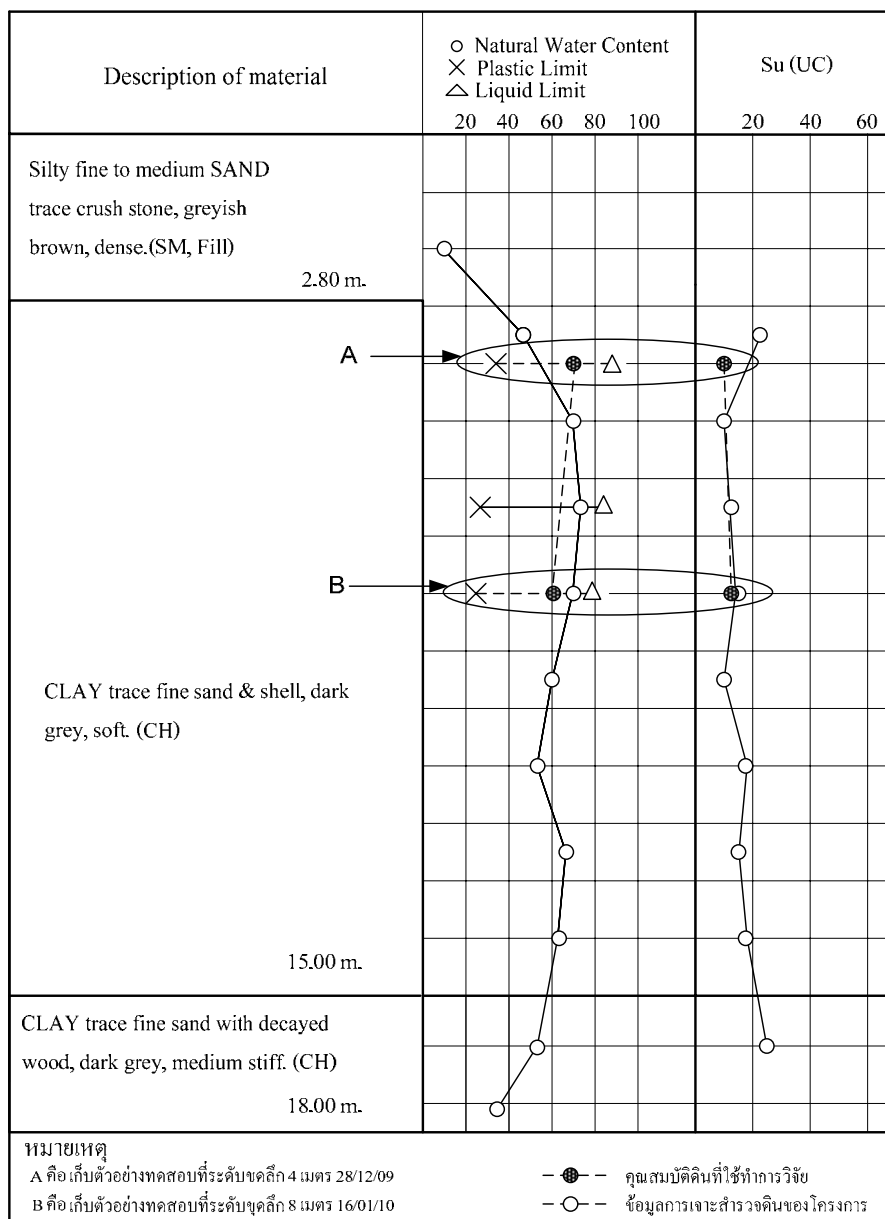 Description of material
Natural Water Content
Plastic Limit
Liquid Limit
20 40 60 80 100
Su (UC)
20 40 60
Silty fine to medium SAND
trace crush stone, greyish
brown, dense.(SM, Fill)
2.80 m.
A
B
CLAY trace fine sand & shell, dark
grey, soft. (CH)
15.00 m.
CLAY trace fine sand with decayed
wood, dark grey, medium stiff. (CH)
18.00 m.
หมายเหตุ
A คือ เก็บตัวอย่างทดสอบที่ระดับขุดลึก 4 เมตร 28/12/09
B คือ เก็บตัวอย่างทดสอบที่ระดับขุดลึก 8 เมตร 16/01/10
คุณสมบัติดินที่ใช้ทำการวิจัย
ข้อมูลการเจาะสำรวจดินของโครงการ